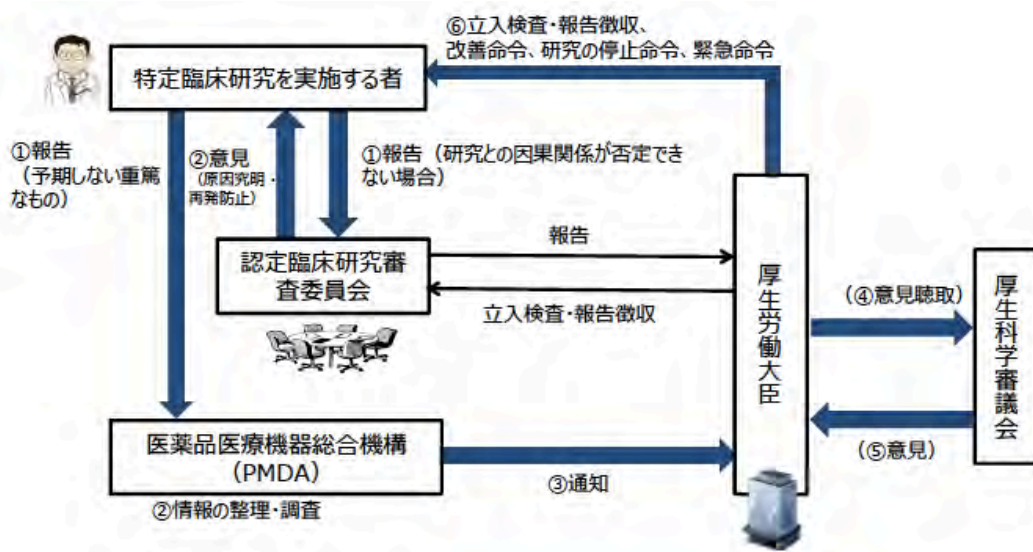 ⑥立入検査・報告徴収、
改善命令、研究の停止命令、緊急命令
特定臨床研究を実施する者
①報告
（予期しない重篤
なもの）
②意見
（原因究明・
再発防止）
①報告（研究との因果関係が否定でき
ない場合）
認定臨床研究審
査委員会
報告
立入検査・報告徴収
厚生労働大臣
（④意見聴取）
（⑤意見）
厚生科学審議会
医薬品医療機器総合機構
（PMDA）
③通知
②情報の整理・調査